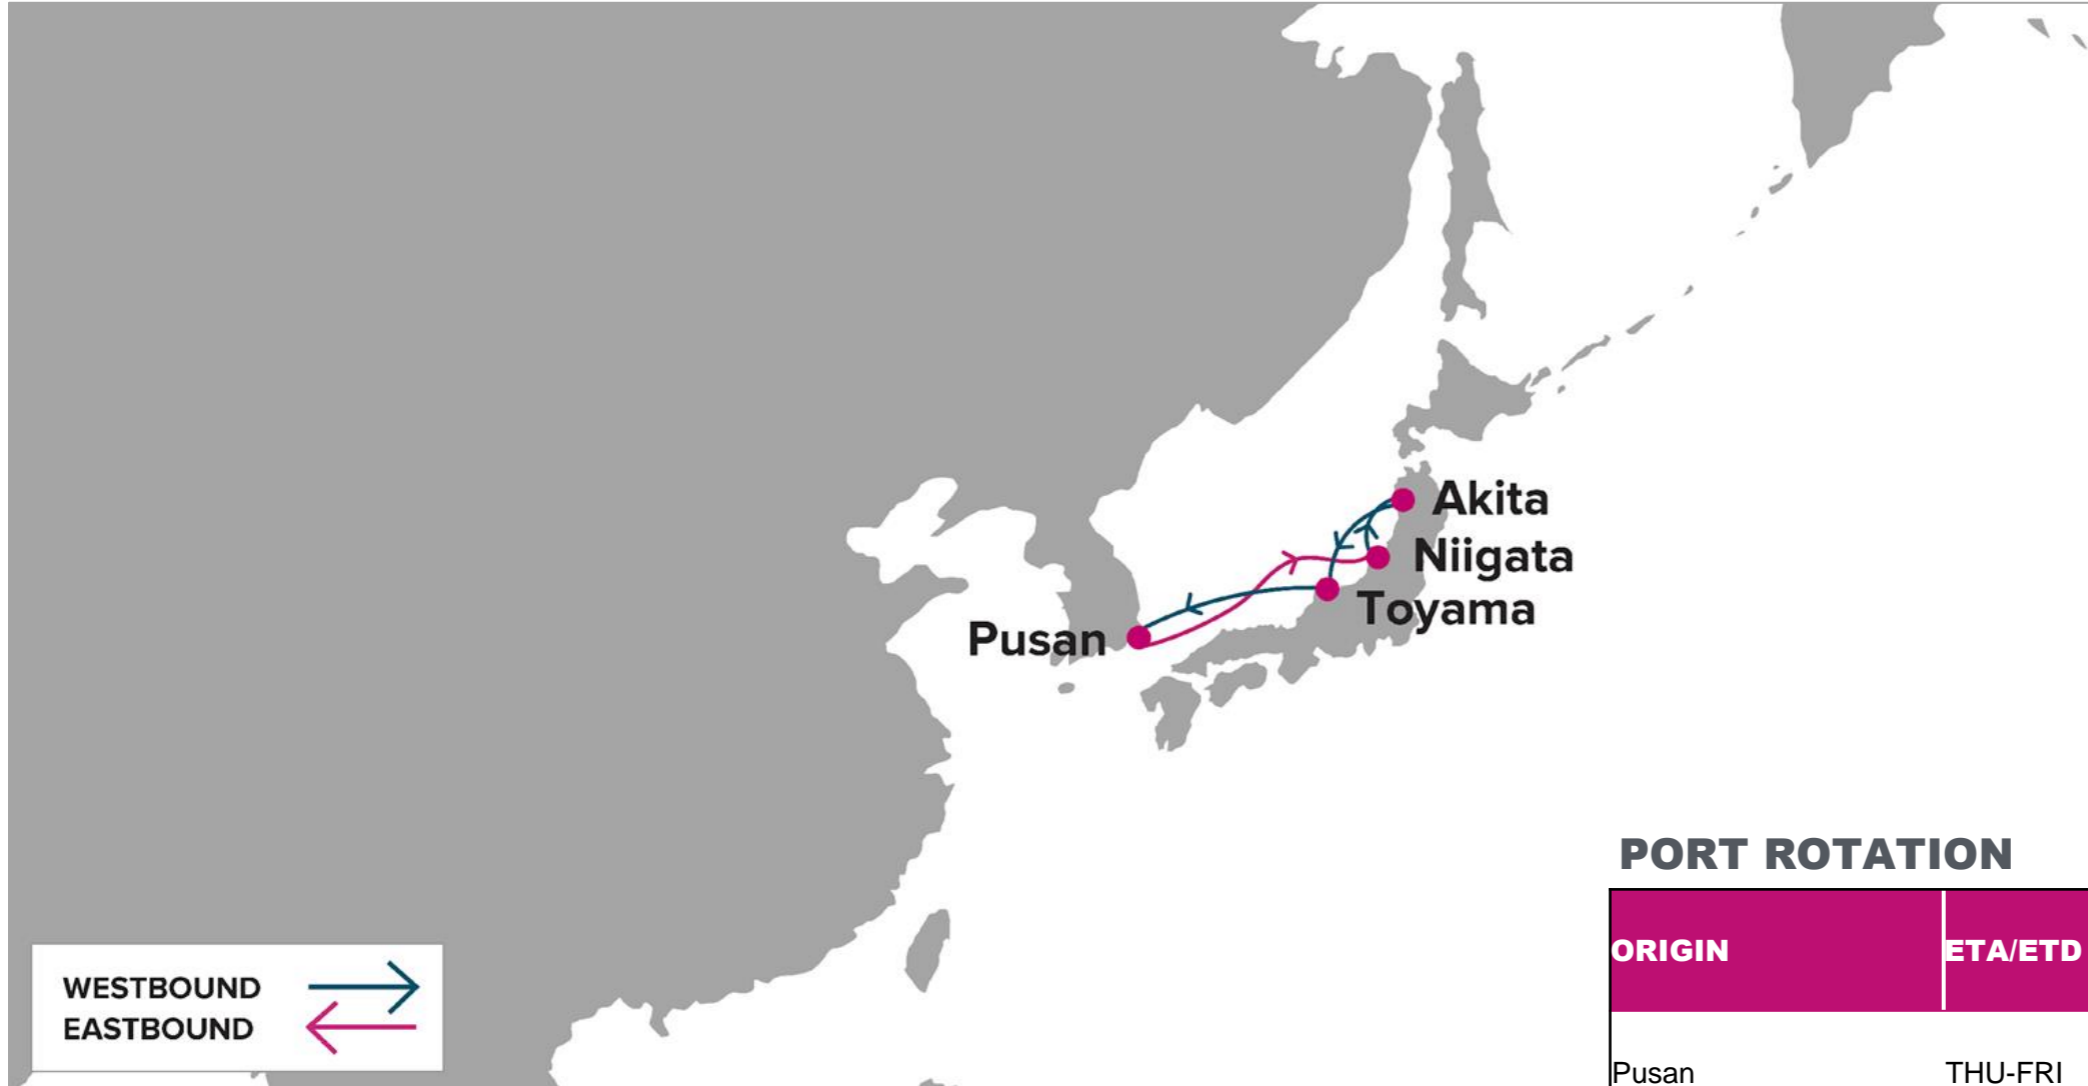 Akita
Niigata
Toyama
Pusan
PORT ROTATION
ORIGIN ETA/ETD
Pusan THU-FRI
WESTBOUND
EASTBOUND